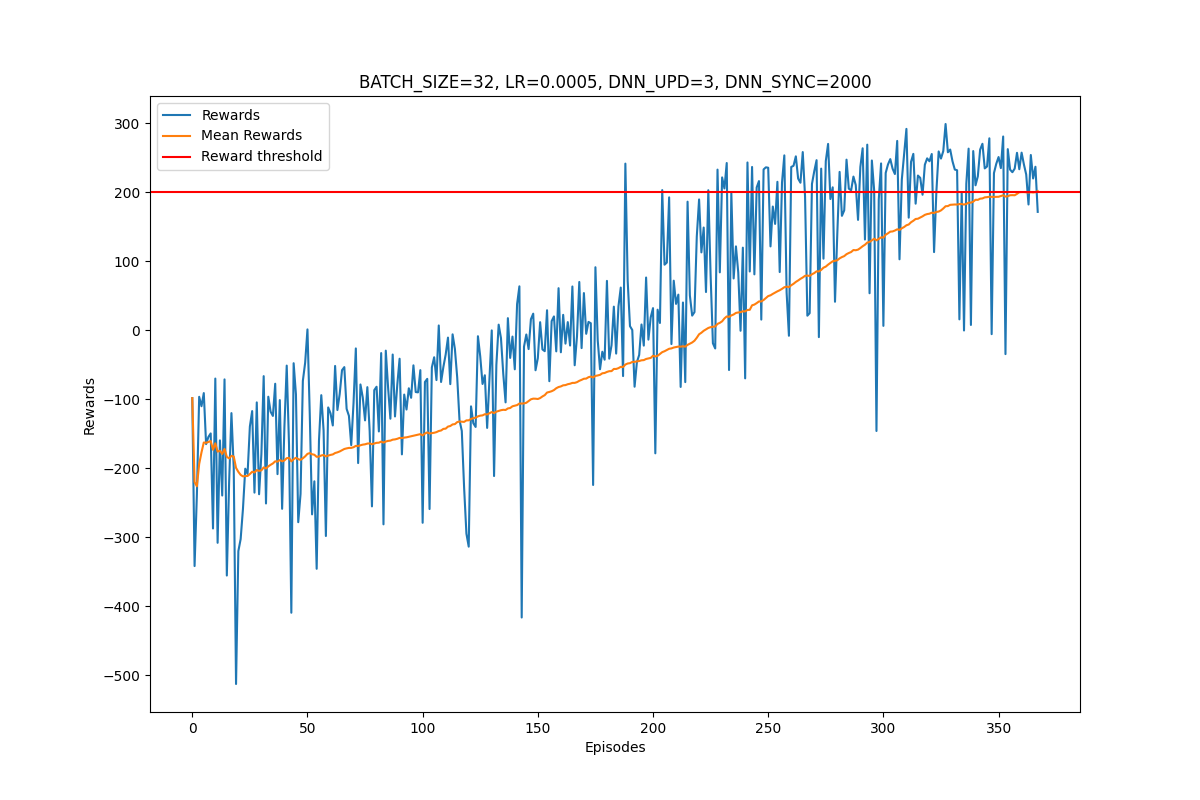 BATCH_SIZE=32, LR=0.0005, DNN_UPD=3, DNN_SYNC=2000
Rewards
Mean Rewards
Reward threshold
300
200
100
0
−100
−200
−300
−400
−500
Rewards
0 50 100 150 200 250 300 350
Episodes